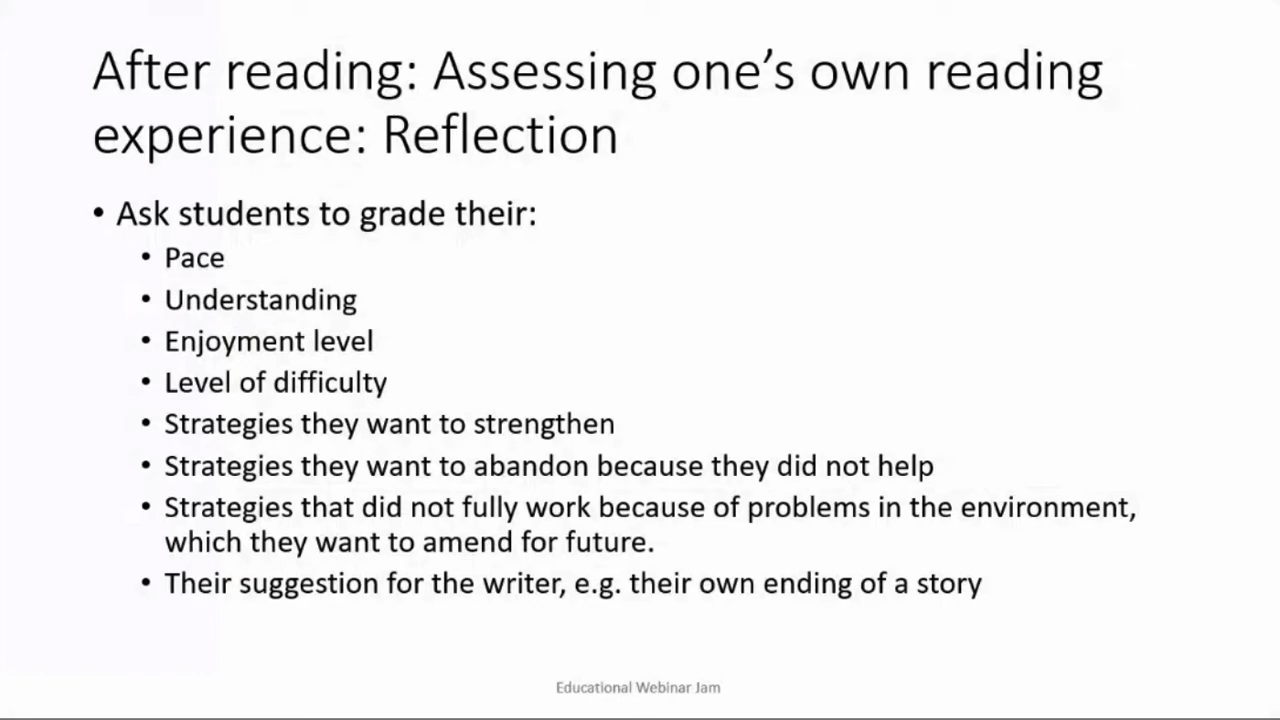 After reading: Assessing one’s own reading
experience: Reflection
• Ask students to grade their:
• Pace
• Understanding
• Enjoyment level
• Level of difficulty
• Strategies they want to strengthen
• Strategies they want to abandon because they did not help
• Strategies that did not fully work because of problems in the environment,
which they want to amend for future.
• Their suggestion for the writer, e.g. their own ending of a story
Educational Webinar Jam